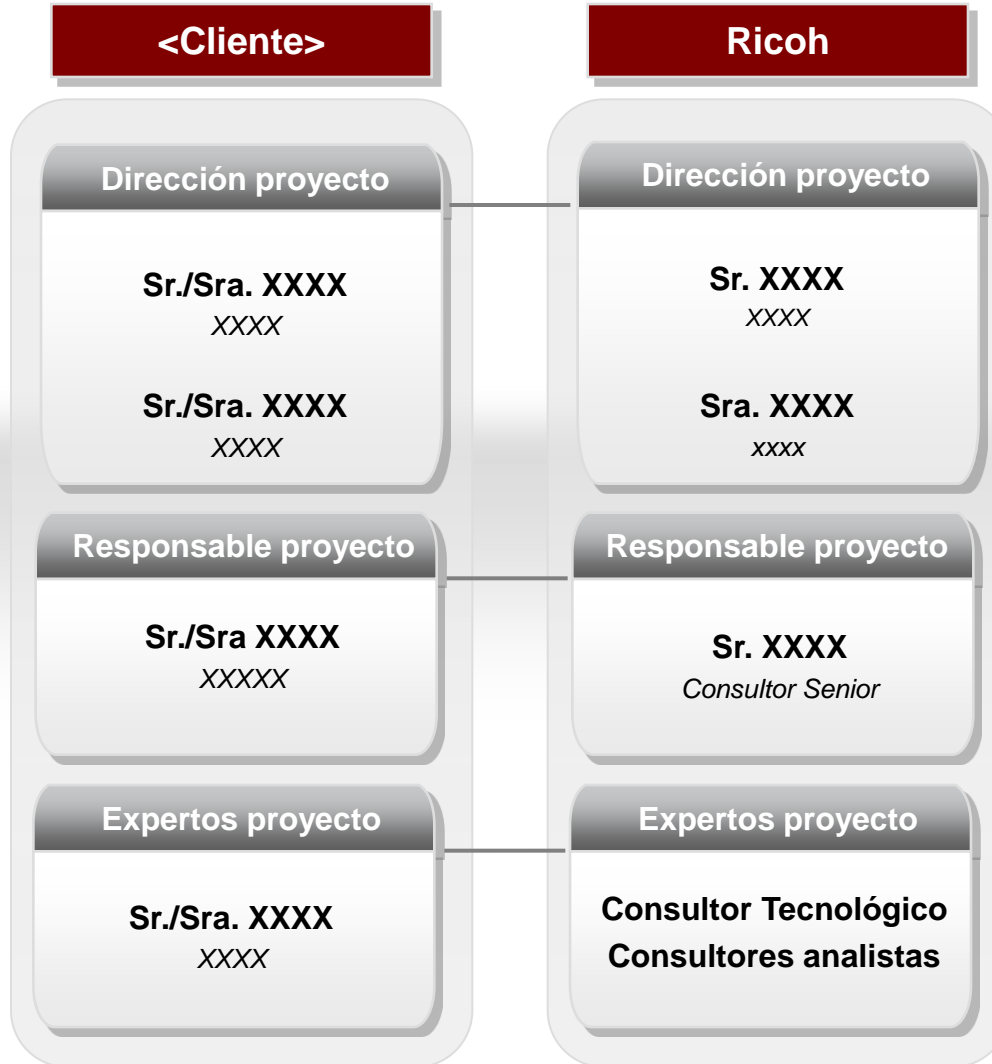 <Cliente>
Dirección proyecto
Sr./Sra. XXXX
XXXX
Sr./Sra. XXXX
XXXX
Responsable proyecto
Sr./Sra XXXX
XXXXX
Expertos proyecto
Sr./Sra. XXXX
XXXX
Ricoh
Dirección proyecto
Sr. XXXX
XXXX
Sra. XXXX
xxxx
Responsable proyecto
Sr. XXXX
Consultor Senior
Expertos proyecto
Consultor Tecnológico
Consultores analistas